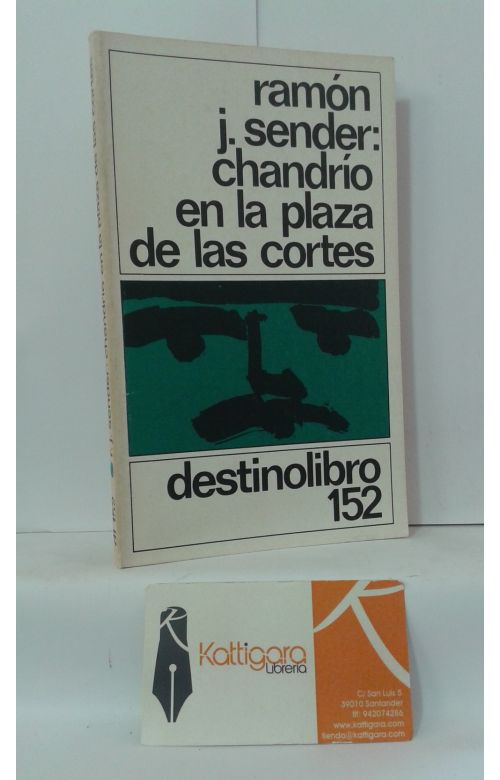 ramón
j. sender:
chandrío
en la plaza
de las cortes
destinolibro
152
Kattigara
Librería
C/ San Luis 5
39010 Santander
tlf: 942074286
www.kattigara.com
tienda@kattigara.com